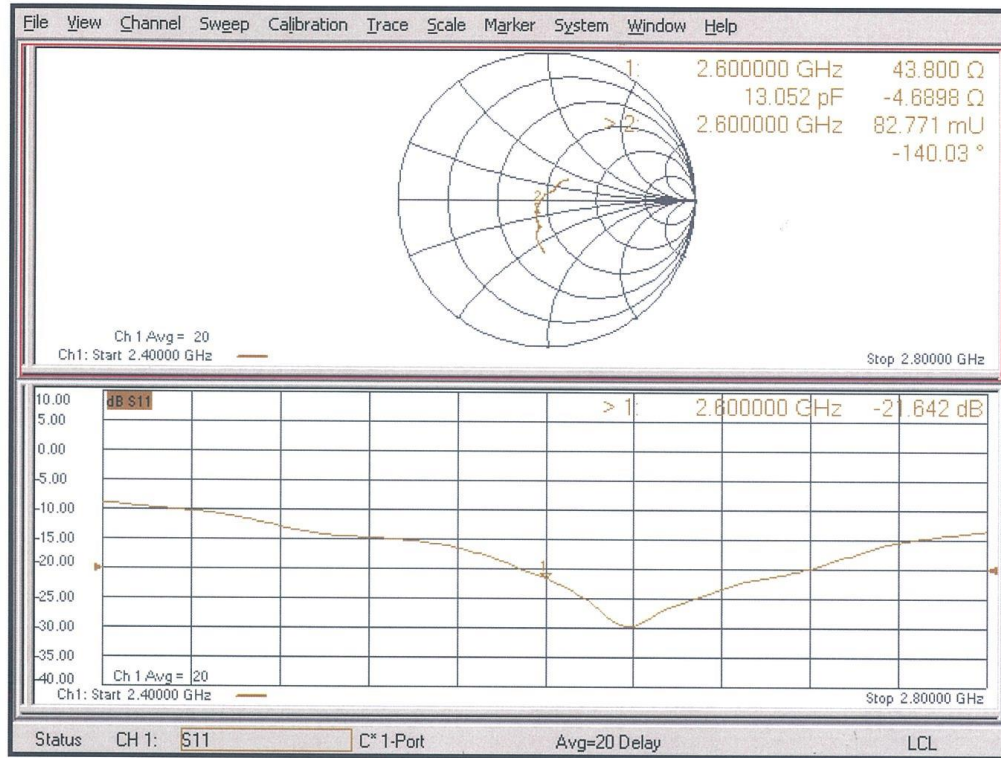 File View Channel Sweep Calibration Trace Scale Marker System Window Help
1: 2.600000 GHz 43.800 Ω
13.052 pF -4.6898 Ω
> 2: 2.600000 GHz 82.771 mU
-140.03 °
2
Ch 1 Avg = 20
Ch1: Start 2.40000 GHz
Stop 2.80000 GHz
10.00
dB S11
> 1: 2.600000 GHz -21.642 dB
5.00
0.00
-5.00
-10.00
-15.00
-20.00
1
-25.00
-30.00
-35.00
-40.00
Ch 1 Avg = 20
Ch1: Start 2.40000 GHz
Stop 2.80000 GHz
Status CH 1: S11 C* 1-Port Avg=20 Delay LCL